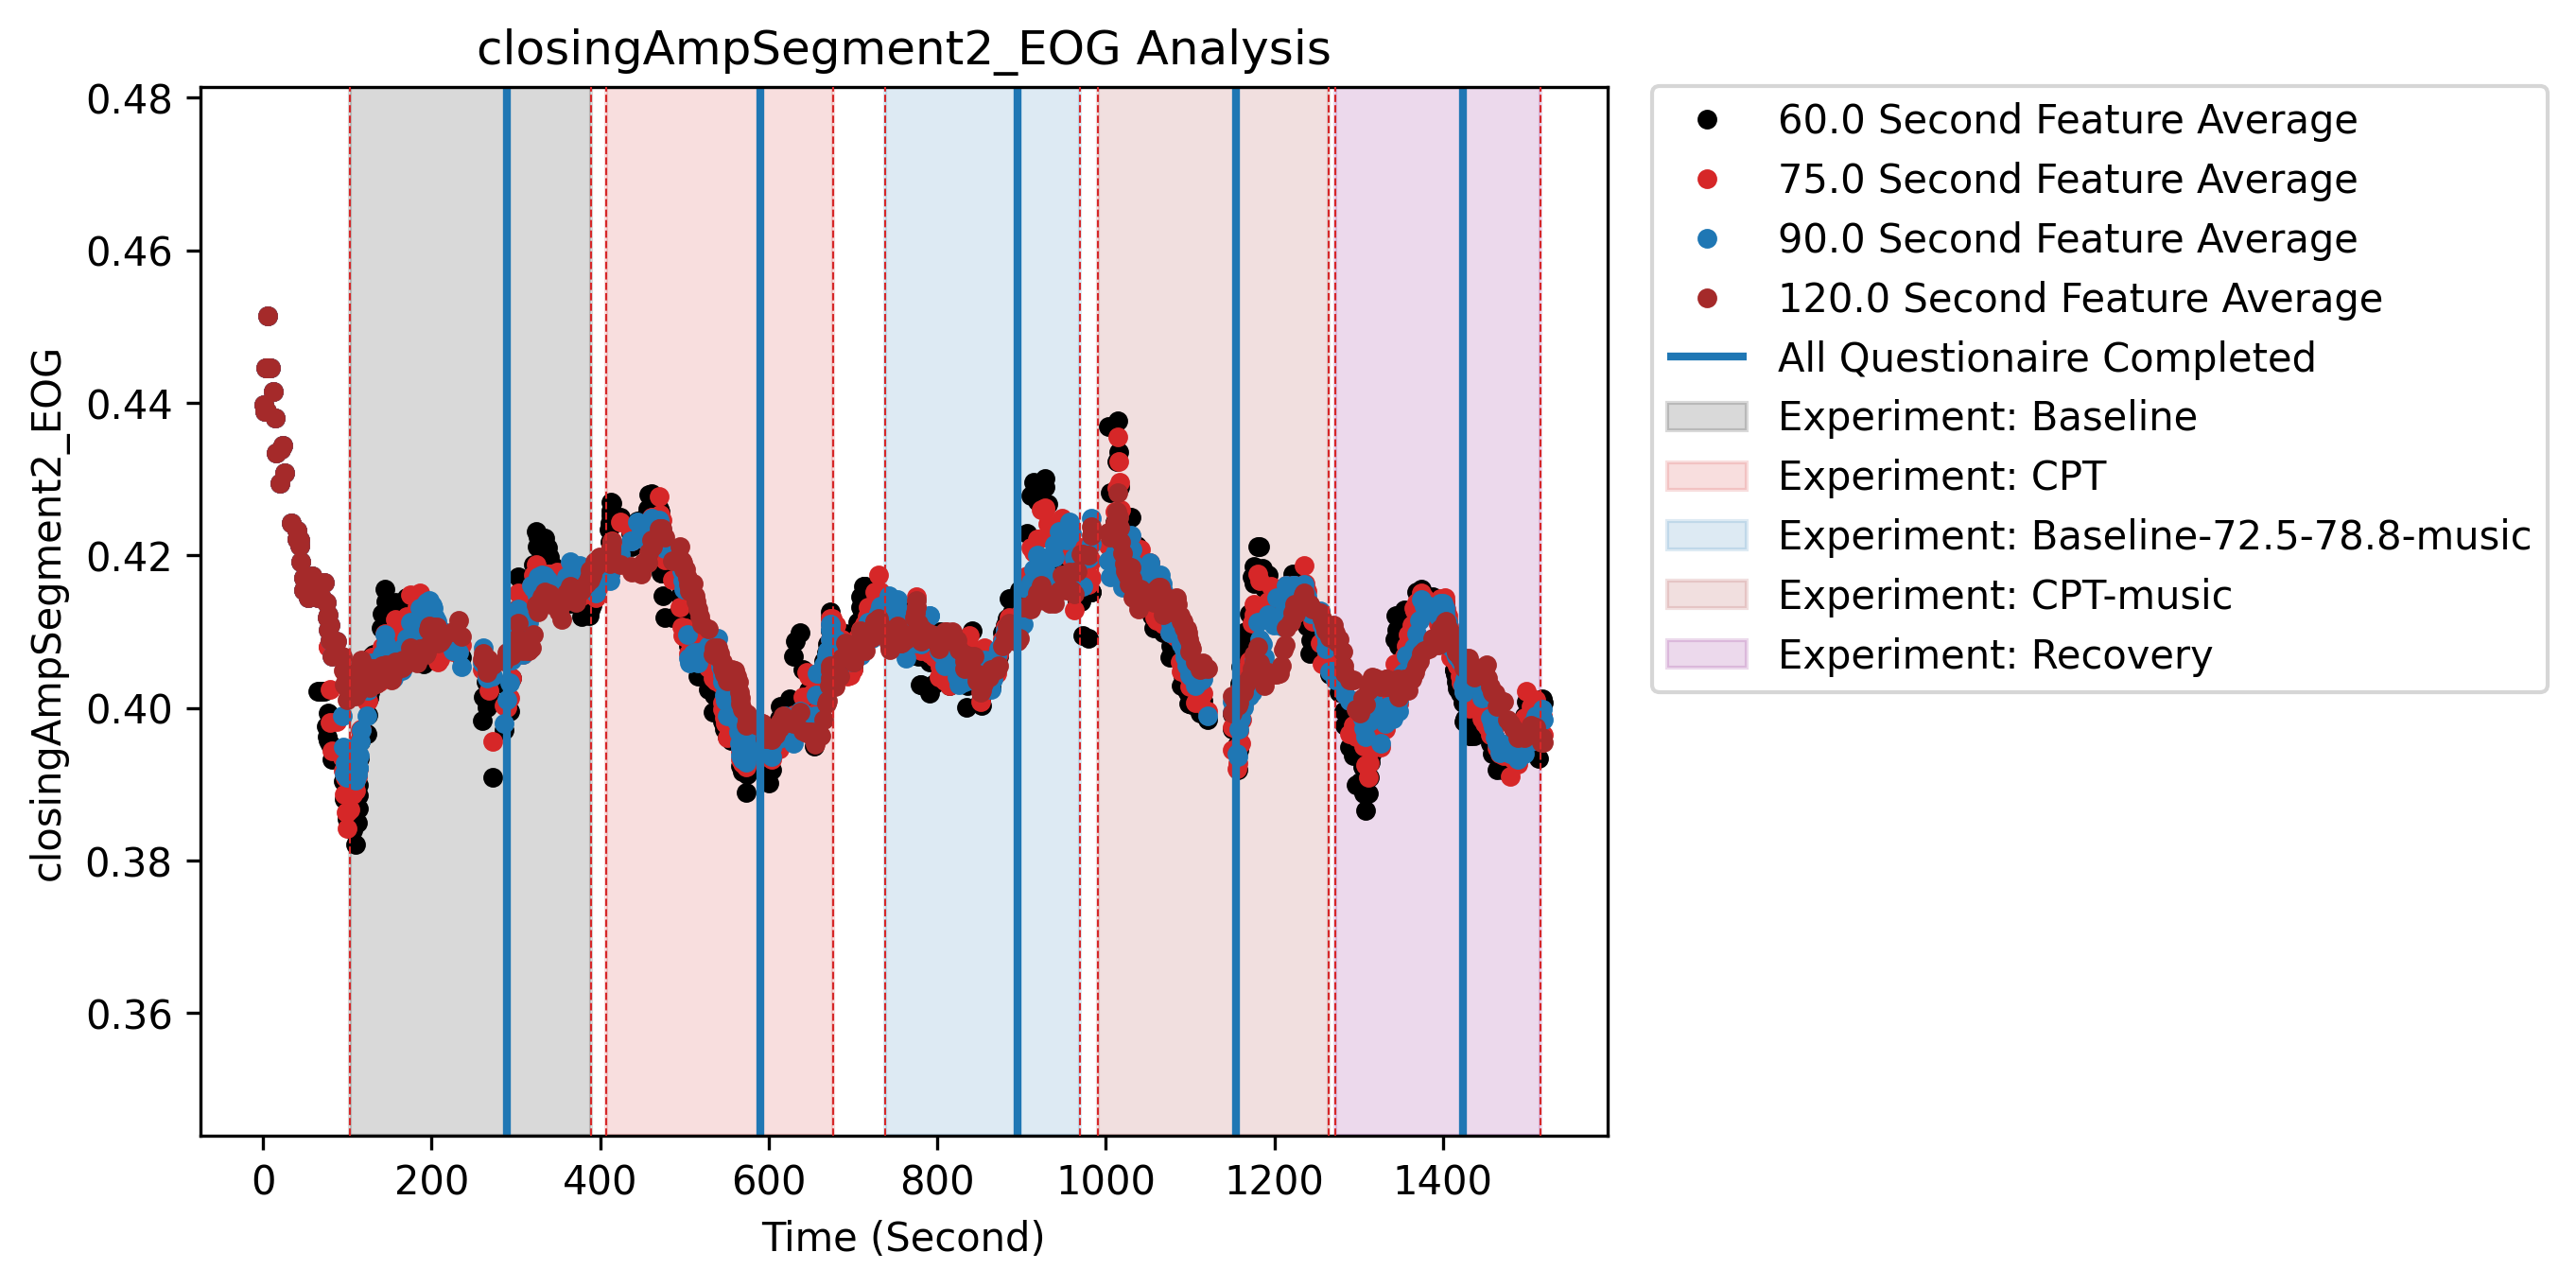 closingAmpSegment2_EOG Analysis
closingAmpSegment2_EOG
0.48
0.46
0.44
0.42
0.40
0.38
0.36
0 200 400 600 800 1000 1200 1400
Time (Second)
60.0 Second Feature Average
75.0 Second Feature Average
90.0 Second Feature Average
120.0 Second Feature Average
All Questionaire Completed
Experiment: Baseline
Experiment: CPT
Experiment: Baseline-72.5-78.8-music
Experiment: CPT-music
Experiment: Recovery